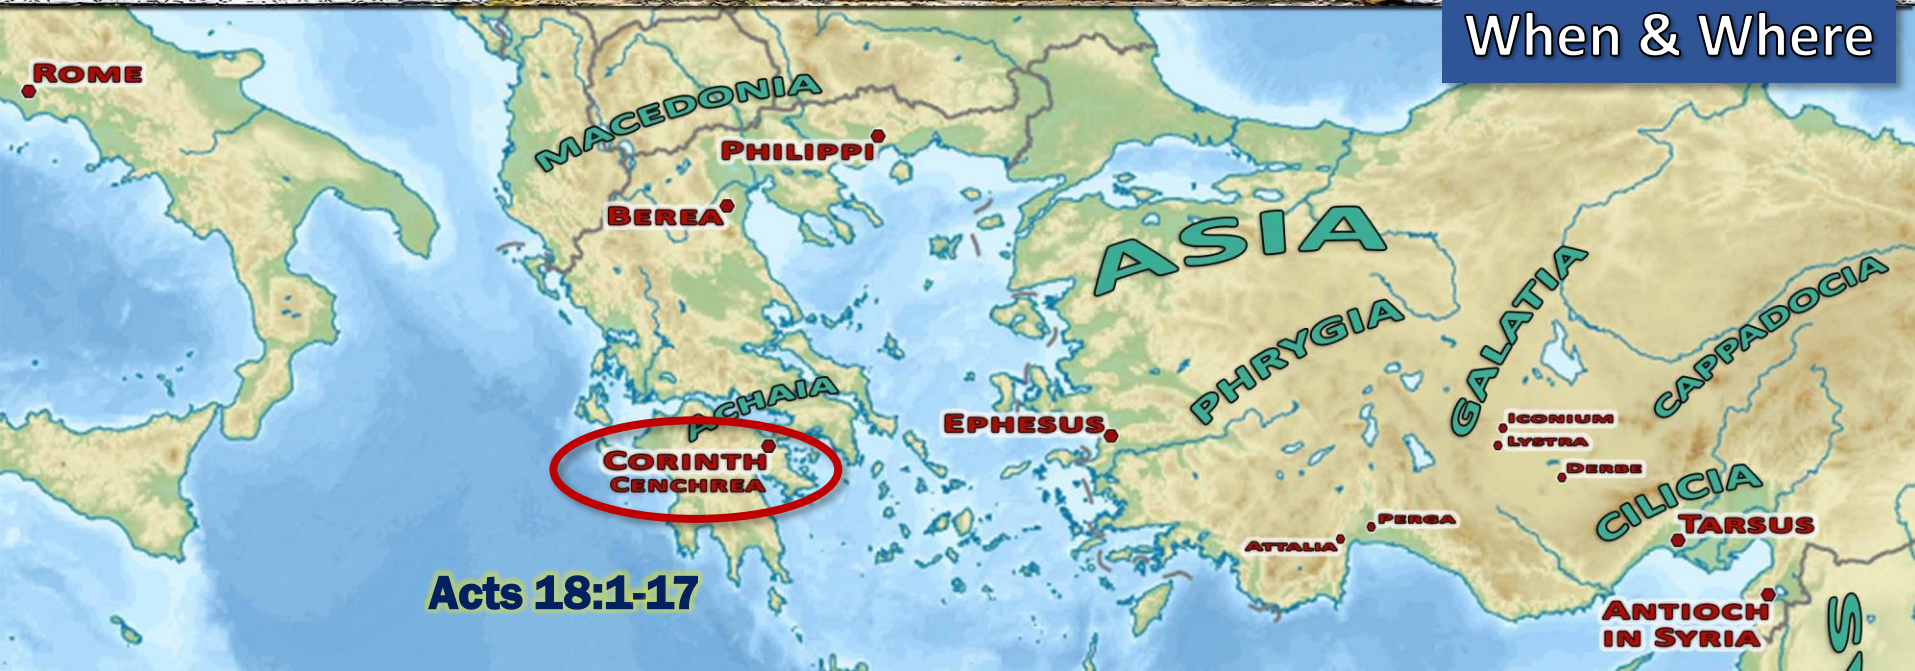 When & Where
ROME
MACEDONIA
PHILIPPI
BEREA
ASIA
PHRYGIA
GALATIA
CAPPADOCIA
ACHAIA
EPHESUS
ICONIUM
LYSTRA
DERBE
CORINTH
CENCHREA
CILICIA
PERGA
TARSUS
ATTALIA
Acts 18:1-17
ANTIOCH
IN SYRIA
S